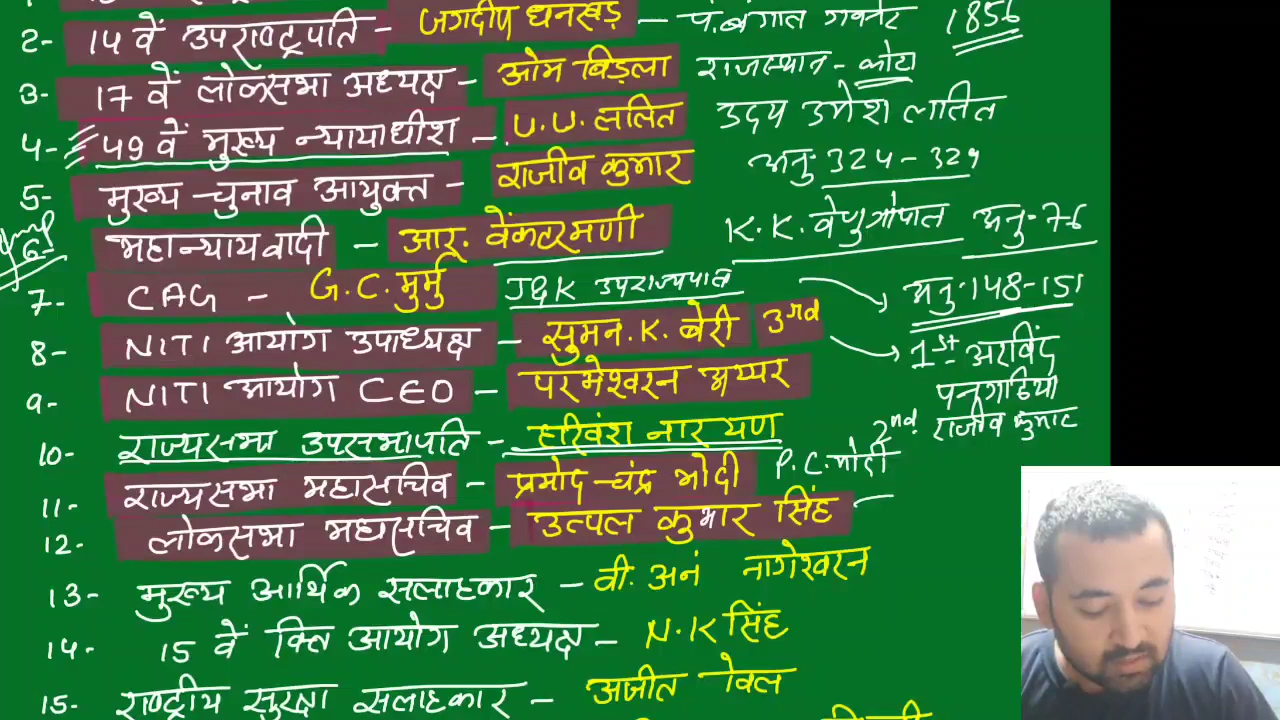 2- 14 वें उपराष्ट्रपति - जगदीप धनखड़ - प. बंगाल गवर्नर 1856
3- 17 वें लोकसभा अध्यक्ष - ओम बिड़ला राजस्थान - कोटा
4- 49 वें मुख्य न्यायाधीश - U.U. ललित उदय उमेश ललित
5- मुख्य चुनाव आयुक्त - राजीव कुमार अनु. 324-329
Imp 6- महान्यायवादी - आर. वेंकटरमणी K.K. वेणुगोपाल अनु-76
7- CAG - G.C. मुर्मु J&K उपराज्यपाल अनु.148-151
8- NITI आयोग उपाध्यक्ष - सुमन. K. बेरी 3rd 1st अरविंद
पनगढिया
9- NITI आयोग CEO - परमेश्वरन अय्यर
2nd राजीव कुमार
10- राज्यसभा उपसभापति - हरिवंश नारायण
11- राज्यसभा महासचिव - प्रमोद चंद्र मोदी P.C. मोदी
12- लोकसभा महासचिव - उत्पल कुमार सिंह
13- मुख्य आर्थिक सलाहकार - वी. अनं नागेश्वरन
14- 15 वें वित्त आयोग अध्यक्ष - N.K सिंह
15- राष्ट्रीय सुरक्षा सलाहकार - अजीत डोवल